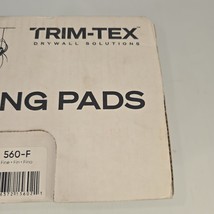 TRIM-TEX
DRYWALL SOLUTIONS
NG PADS
560-F